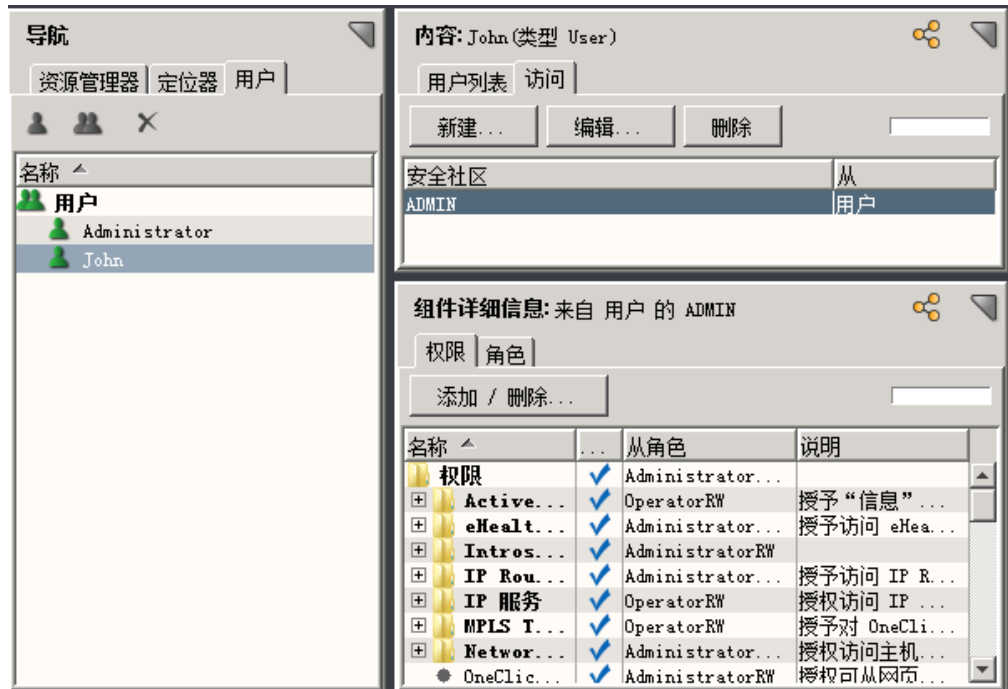 导航
资源管理器 定位器 用户
名称
用户
Administrator
John
内容: John(类型 User)
用户列表 访问
新建... 编辑... 删除
安全社区 从
ADMIN 用户
组件详细信息: 来自 用户 的 ADMIN
权限 角色
添加 / 删除...
名称 ... 从角色 说明
权限 Administrator...
Active... OperatorRW 授予“信息”...
eHealt... Administrator... 授予访问 eHea...
Intros... AdministratorRW
IP Rou... Administrator... 授予访问 IP R...
IP 服务 OperatorRW 授权访问 IP ...
MPLS T... OperatorRW 授予对 OneCli...
Networ... Administrator... 授权访问主机...
OneClic... AdministratorRW 授权可从网页...